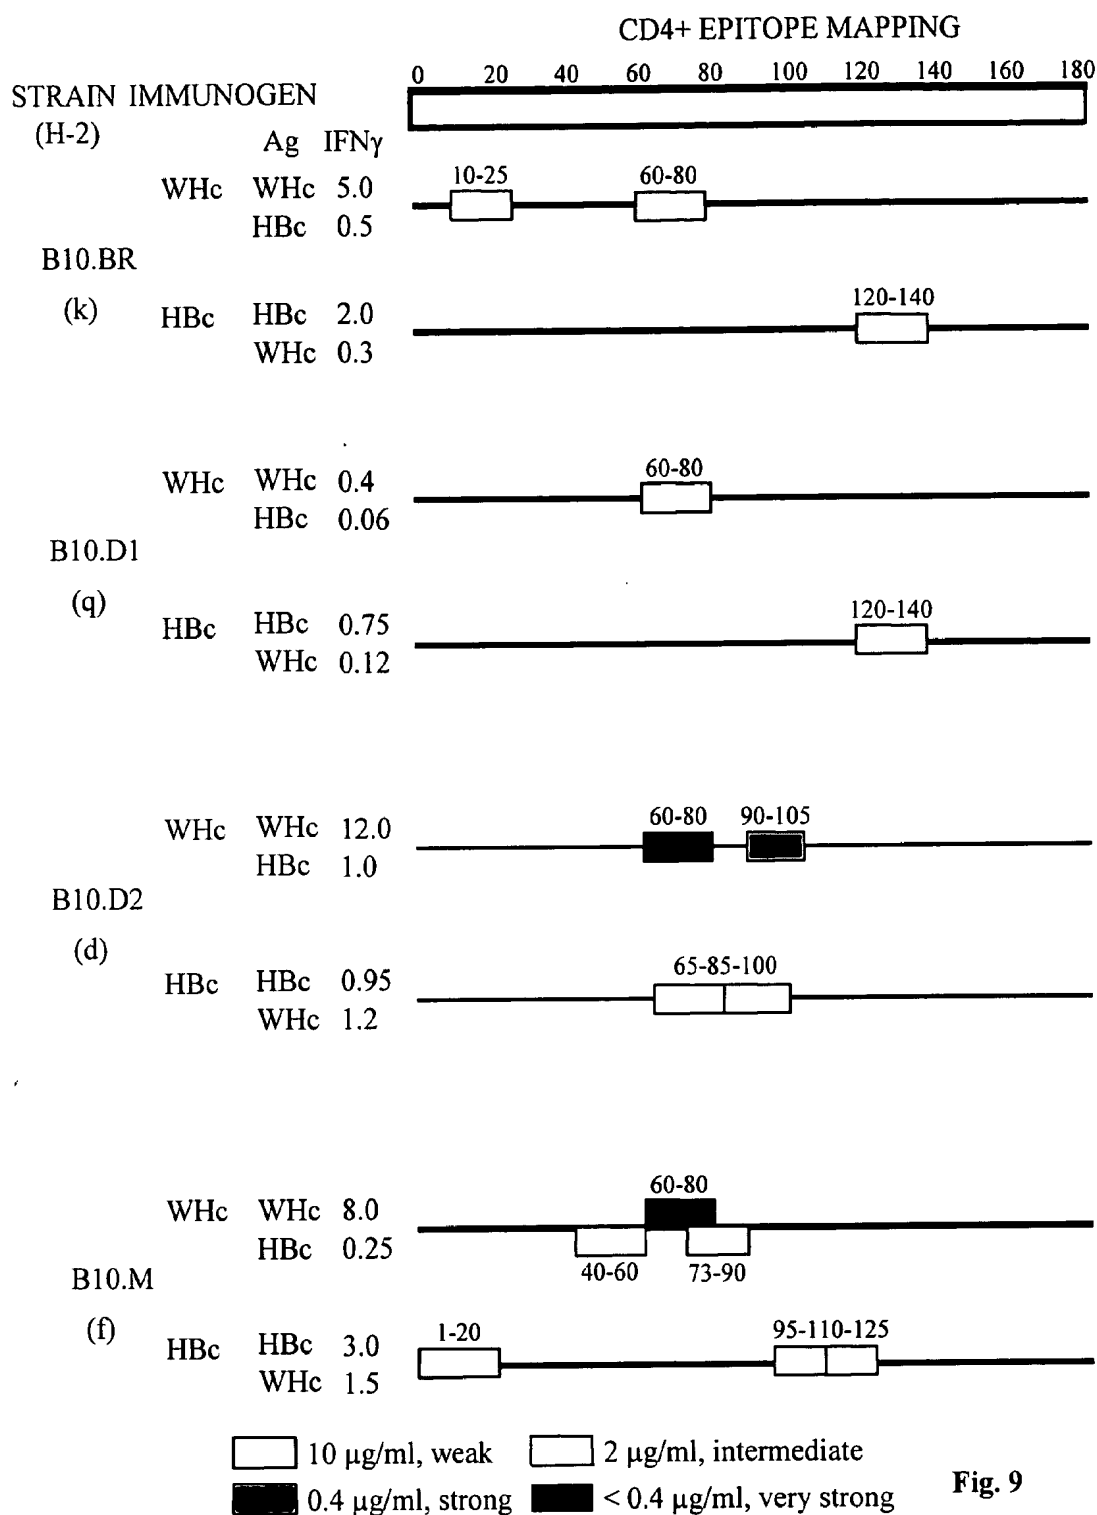 CD4+ EPITOPE MAPPING
0 20 40 60 80 100 120 140 160 180
STRAIN IMMUNOGEN
(H-2)
Ag IFNγ
10-25 60-80
WHc WHc 5.0
HBc 0.5
B10.BR
(k)
120-140
HBc HBc 2.0
WHc 0.3
60-80
WHc WHc 0.4
HBc 0.06
B10.D1
(q)
120-140
HBc HBc 0.75
WHc 0.12
60-80 90-105
WHc WHc 12.0
HBc 1.0
B10.D2
(d)
65-85-100
HBc HBc 0.95
WHc 1.2
60-80
WHc WHc 8.0
HBc 0.25
40-60 73-90
B10.M
(f)
1-20 95-110-125
HBc HBc 3.0
WHc 1.5
10 μg/ml, weak 2 μg/ml, intermediate
0.4 μg/ml, strong < 0.4 μg/ml, very strong
Fig. 9